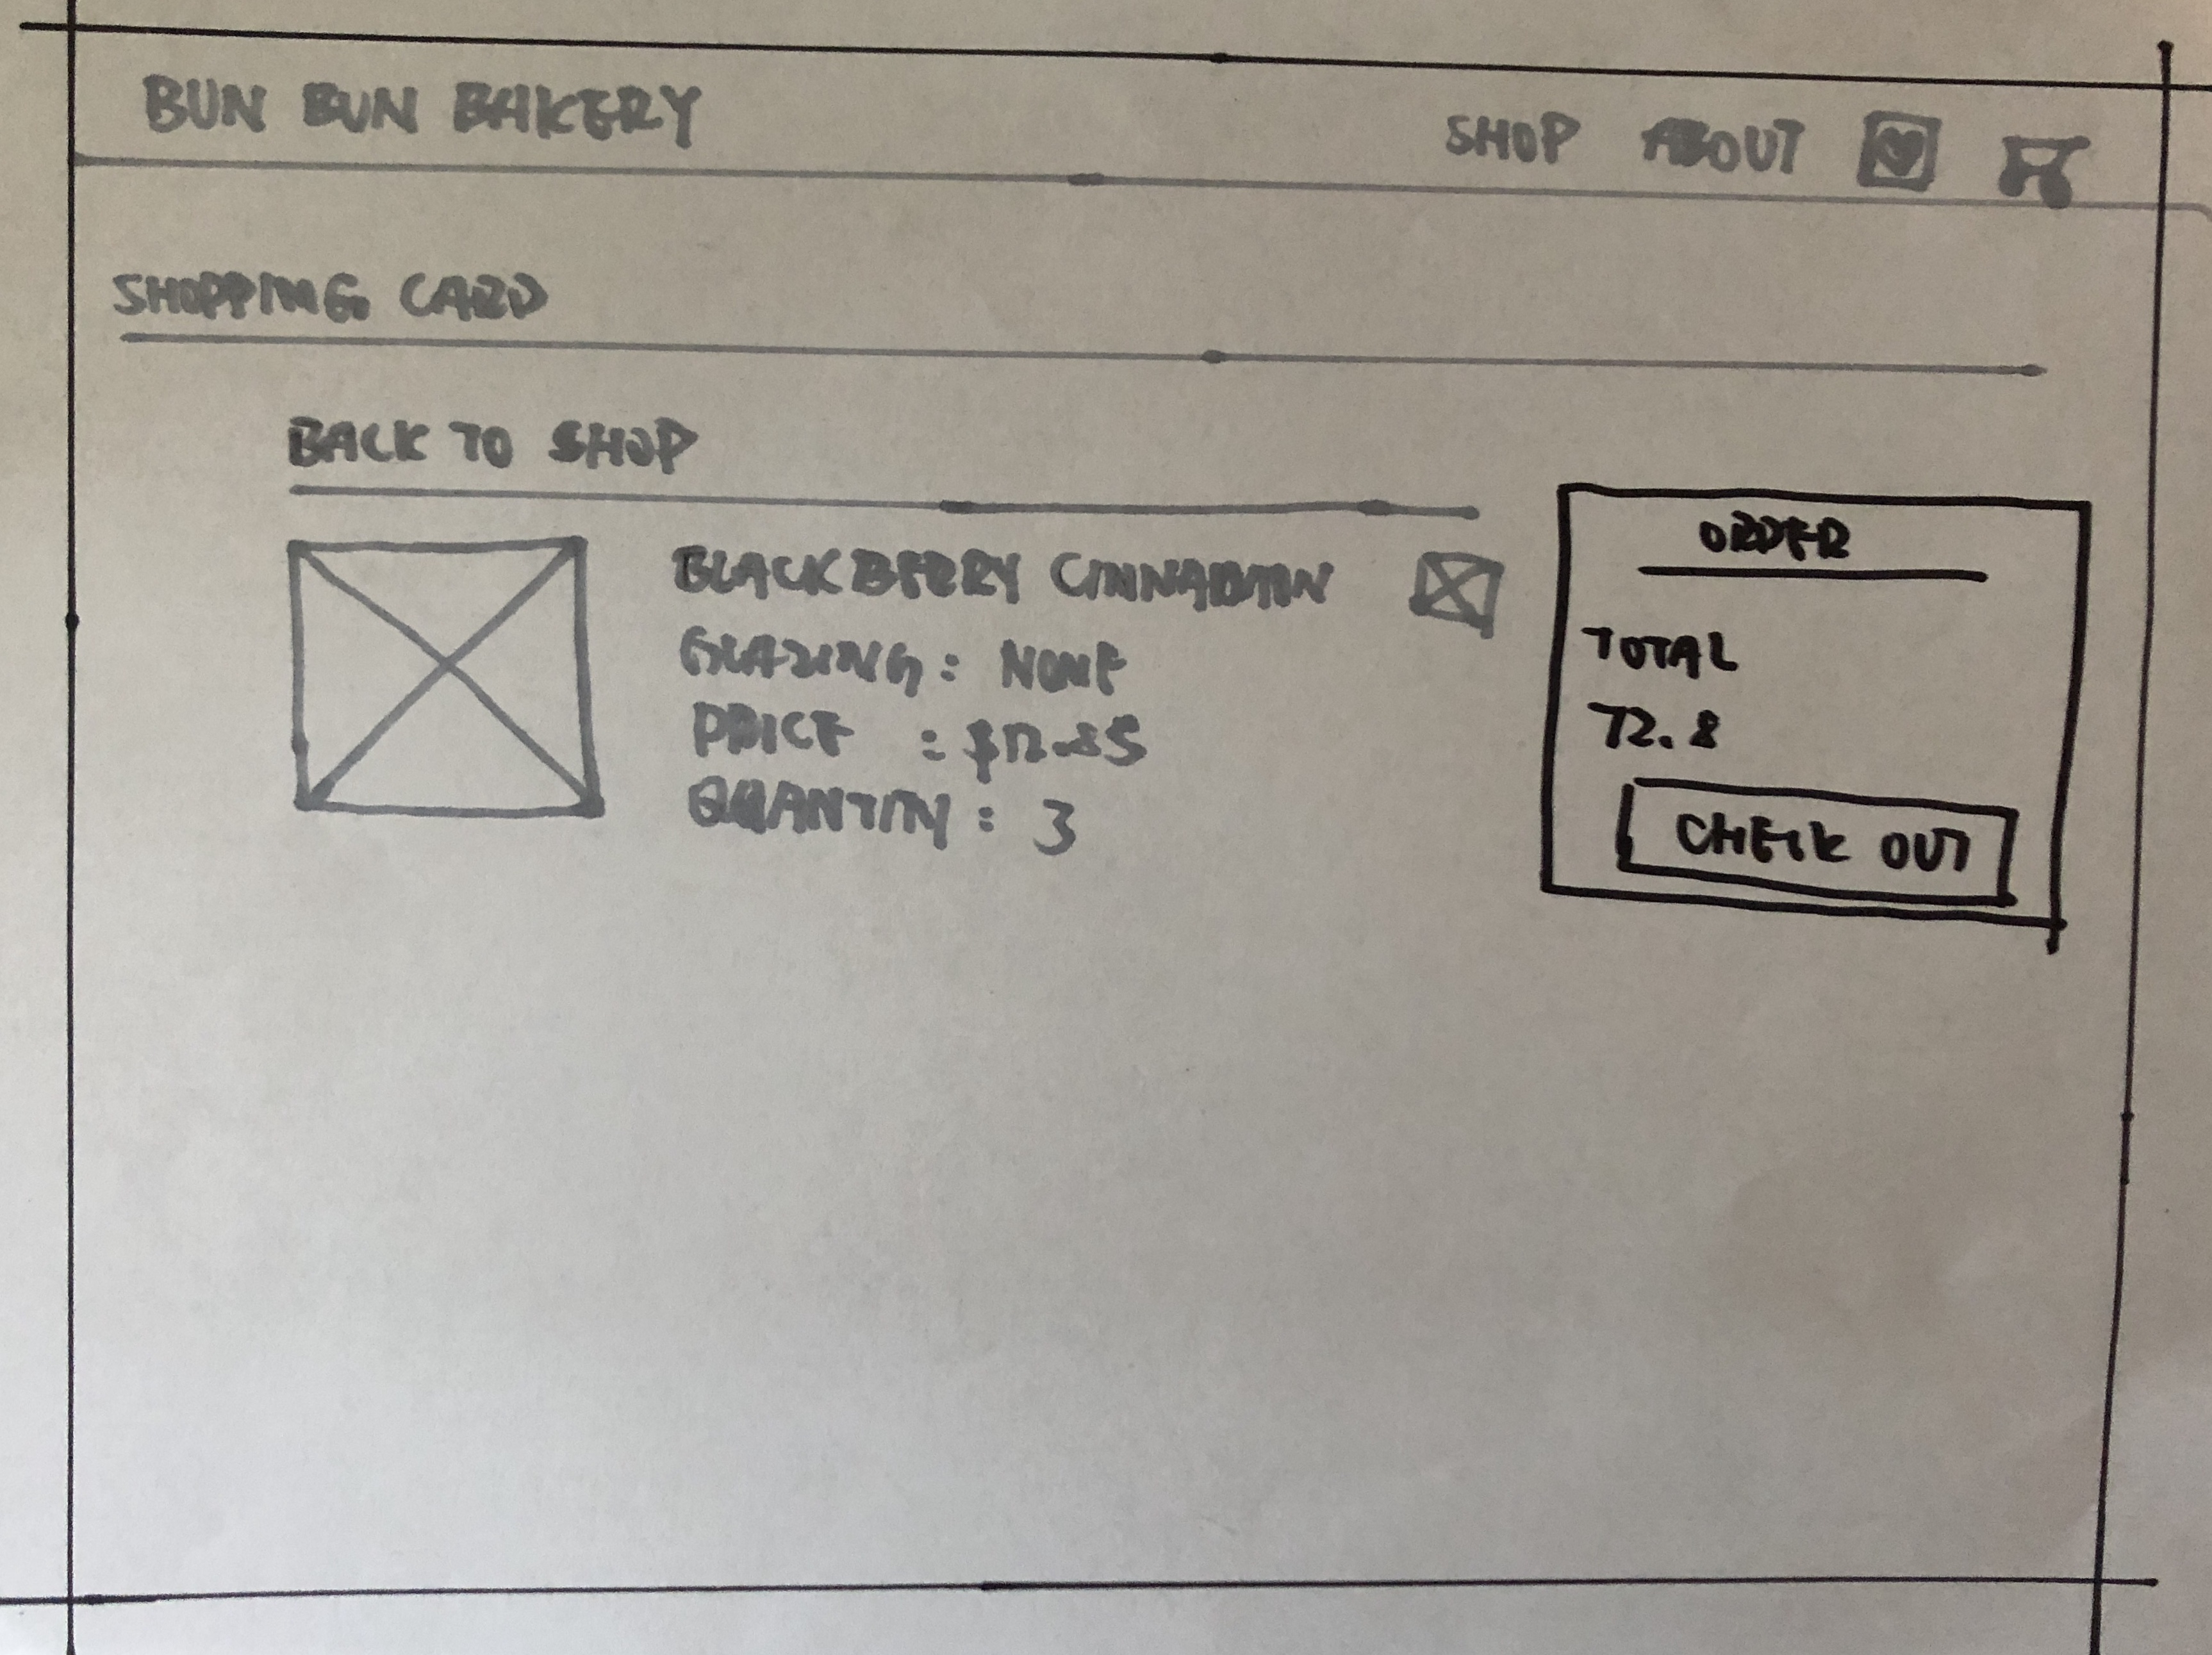 BUN BUN BAKERY
SHOP ABOUT
SHOPPING CARD
BACK TO SHOP
BLACKBERRY
GLAZING: NONE
PRICE : $12.85
QUANTITY: 3
ORDER
TOTAL
72.8
CHECK OUT